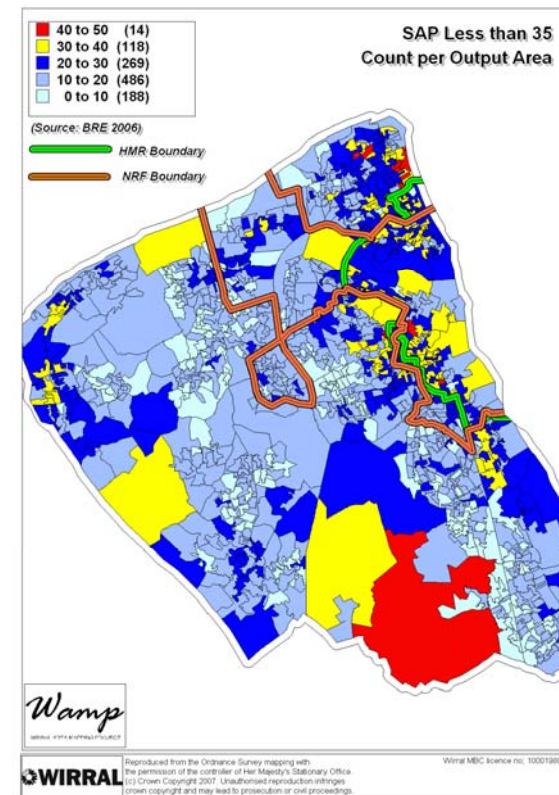 40 to 50 (14)
30 to 40 (118)
20 to 30 (269)
10 to 20 (486)
0 to 10 (188)
SAP Less than 35
Count per Output Area
(Source: BRE 2006)
HMR Boundary
NRF Boundary
Wamp
WIRRAL
Reproduced from the Ordnance Survey mapping with
the permission of the controller of Her Majesty's Stationary Office.
(c) Crown Copyright 2007. Unauthorised reproduction infringes
crown copyright and may lead to prosecution or civil proceedings.
Wirral MBC licence no;